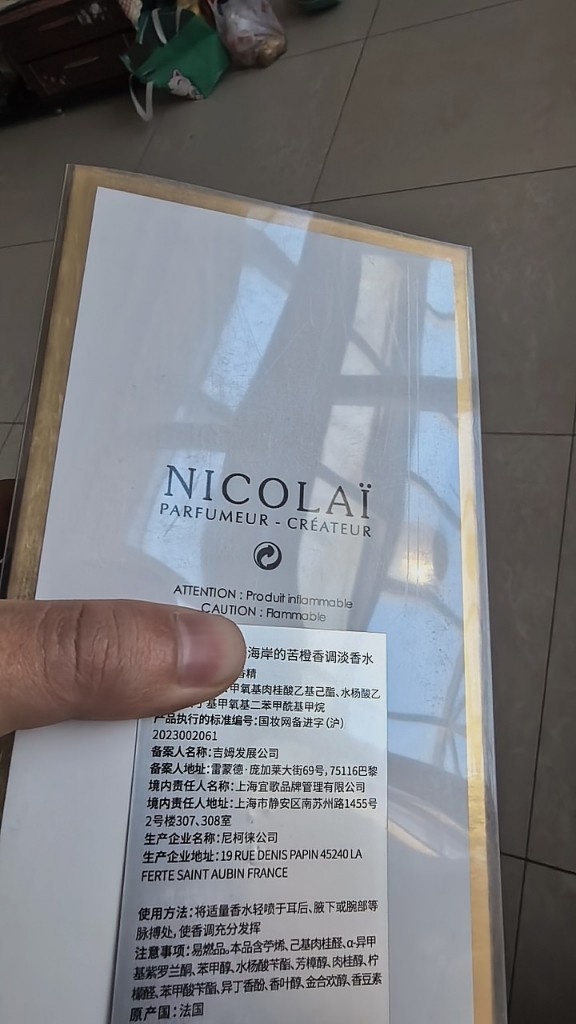 NICOLAÏ
PARFUMEUR - CRÉATEUR
ATTENTION : Produit inflammable
CAUTION : Flammable
海岸的苦橙香调淡香水
香精
甲氧基肉桂酸乙基己酯、水杨酸乙
丁基甲氧基二苯甲酰基甲烷
产品执行的标准编号:国妆网备进字(沪)
2023002061
备案人名称:吉姆发展公司
备案人地址:雷蒙德·庞加莱大街69号, 75116巴黎
境内责任人名称:上海宜歌品牌管理有限公司
境内责任人地址:上海市静安区南苏州路1455号
2号楼307、308室
生产企业名称:尼柯徕公司
生产企业地址:19 RUE DENIS PAPIN 45240 LA
FERTE SAINT AUBIN FRANCE
使用方法:将适量香水轻喷于耳后、腋下或腕部等
脉搏处, 使香调充分发挥
注意事项:易燃品。本品含苧烯、己基肉桂醛、α-异甲
基紫罗兰酮、苯甲醇、水杨酸苄酯、芳樟醇、肉桂醇、柠
檬醛、苯甲酸苄酯、异丁香酚、香叶醇、金合欢醇、香豆素
原产国:法国